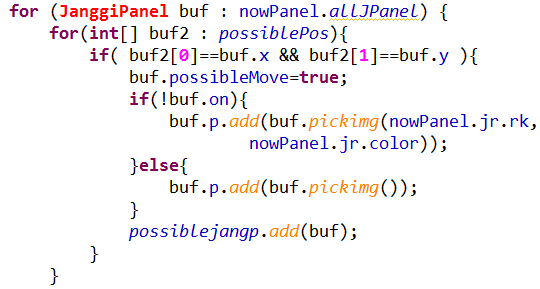 for (JanggiPanel buf : nowPanel.allJPanel) {
    for(int[] buf2 : possiblePos){
        if( buf2[0]==buf.x && buf2[1]==buf.y ){
            buf.possibleMove=true;
            if(!buf.on){
                buf.p.add(buf.pickimg(nowPanel.jr.rk,
                        nowPanel.jr.color));
            }else{
                buf.p.add(buf.pickimg());
            }
            possiblejangp.add(buf);
        }
    }